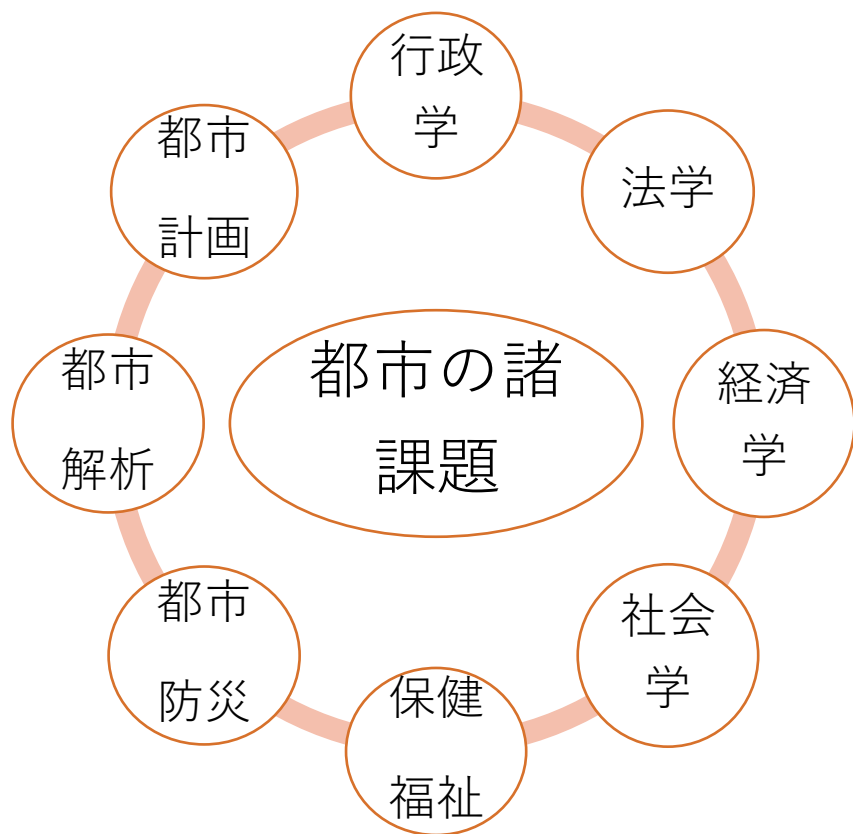 行政
学
法学
経済
学
社会
学
保健
福祉
都市
防災
都市
解析
都市
計画
都市の諸
課題